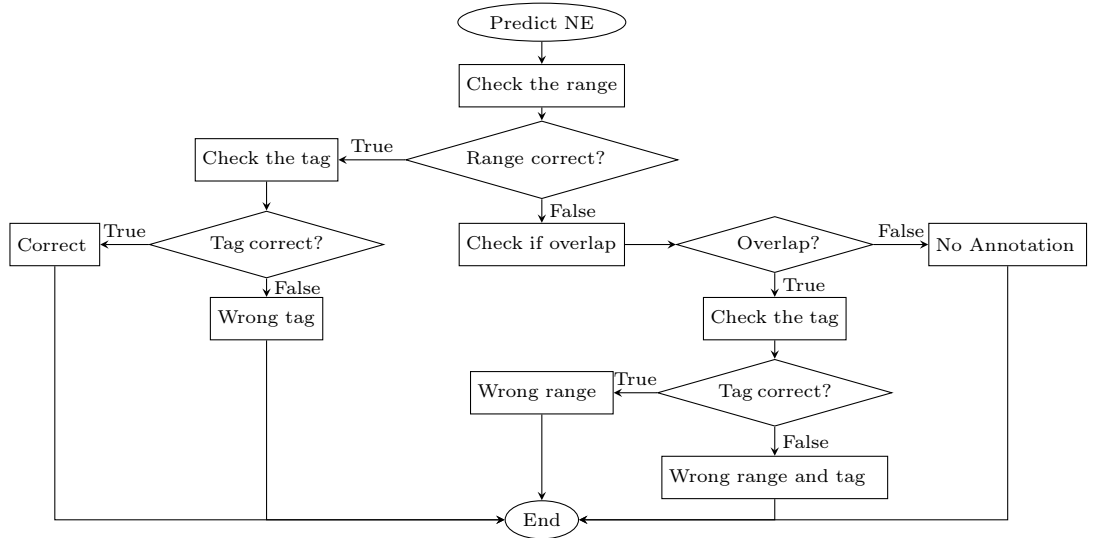 Predict NE
Check the range
Range correct?
True
Check the tag
False
Tag correct?
True
Correct
False
Wrong tag
Check if overlap
Overlap?
False
No Annotation
True
Check the tag
Tag correct?
True
Wrong range
False
Wrong range and tag
End